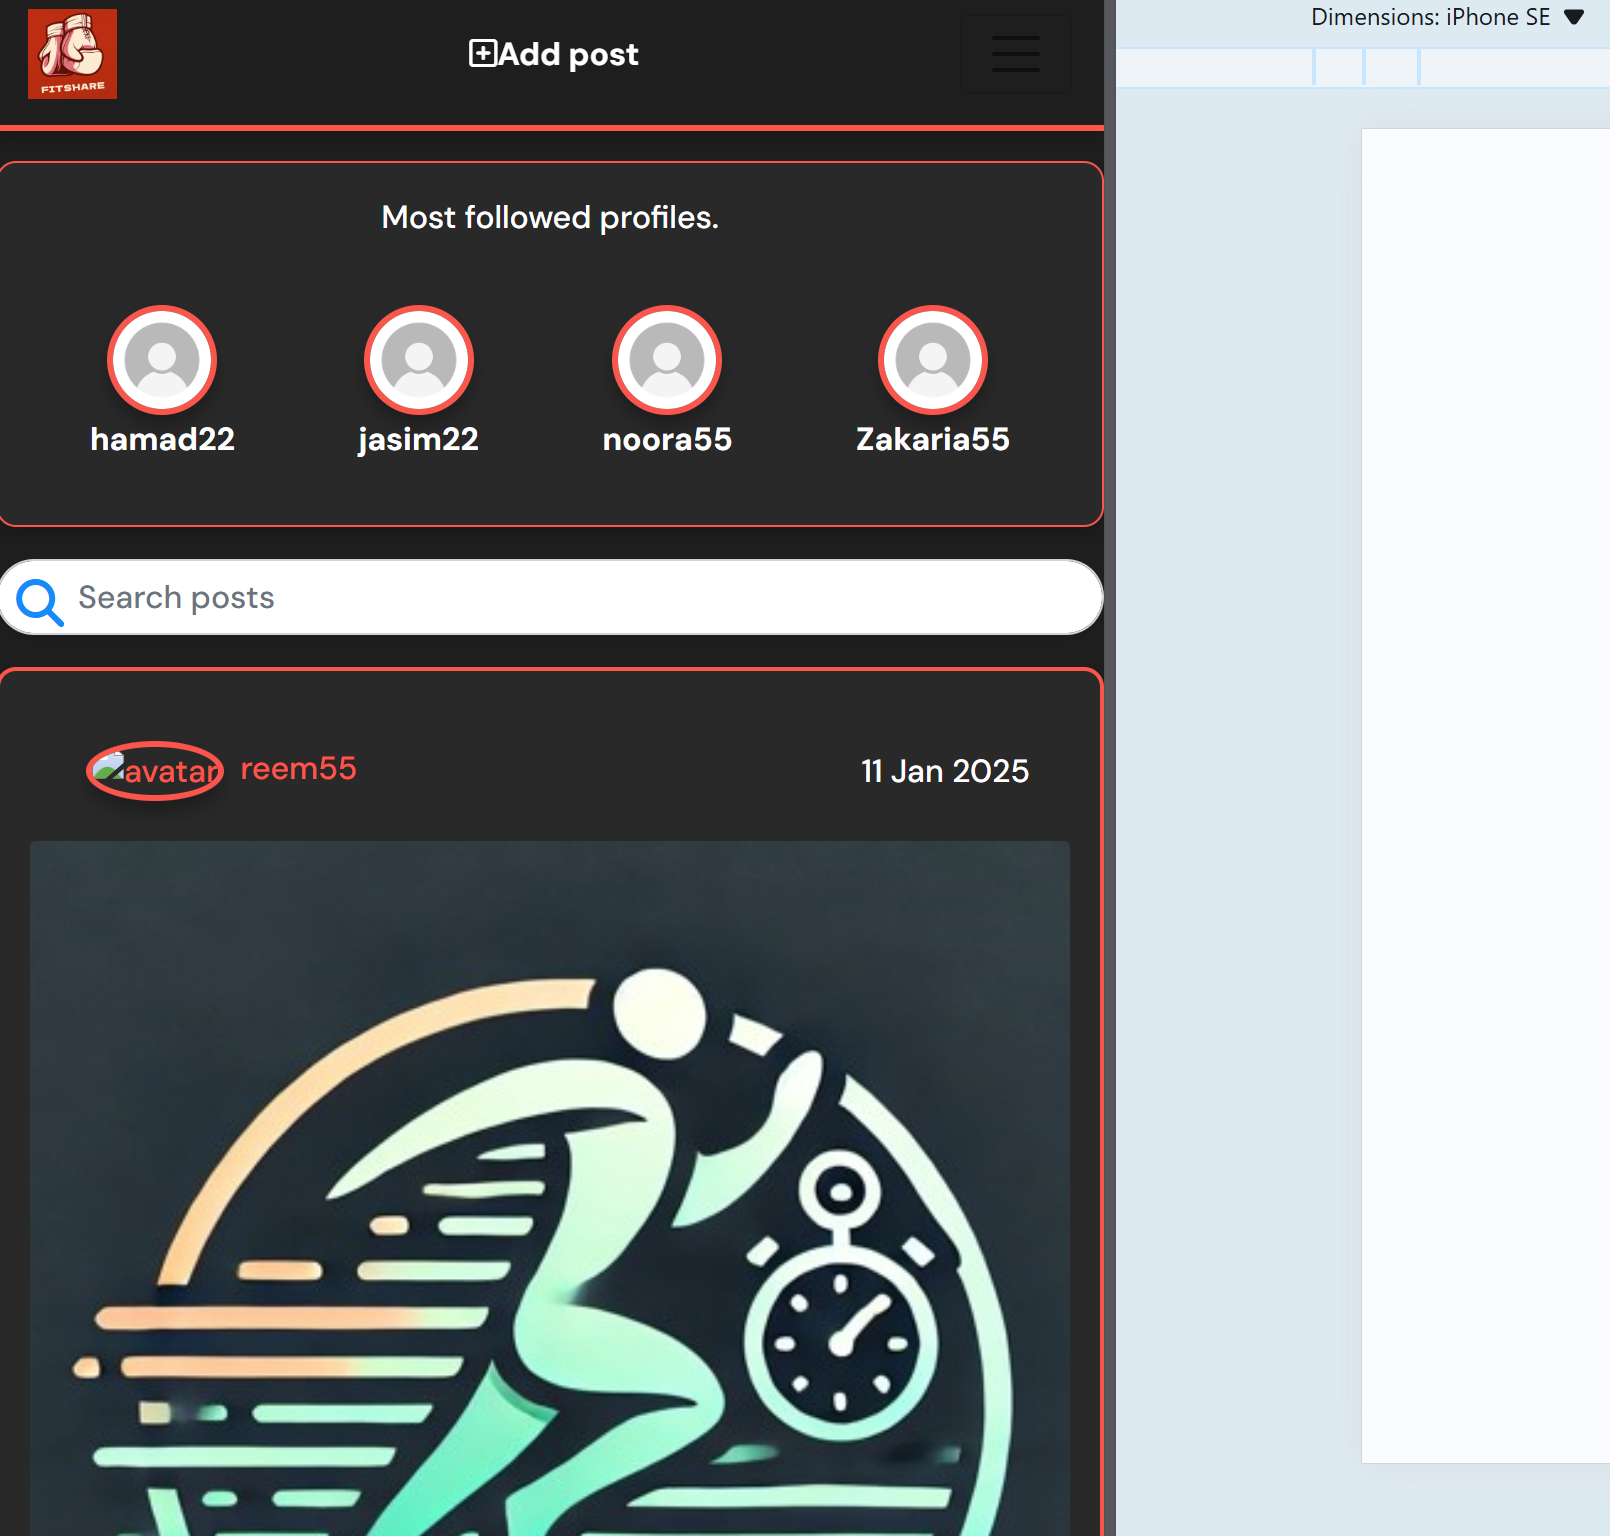 FITSHARE
Add post
Dimensions: iPhone SE
Most followed profiles.
hamad22
jasim22
noora55
Zakaria55
Search posts
avatar
reem55
11 Jan 2025